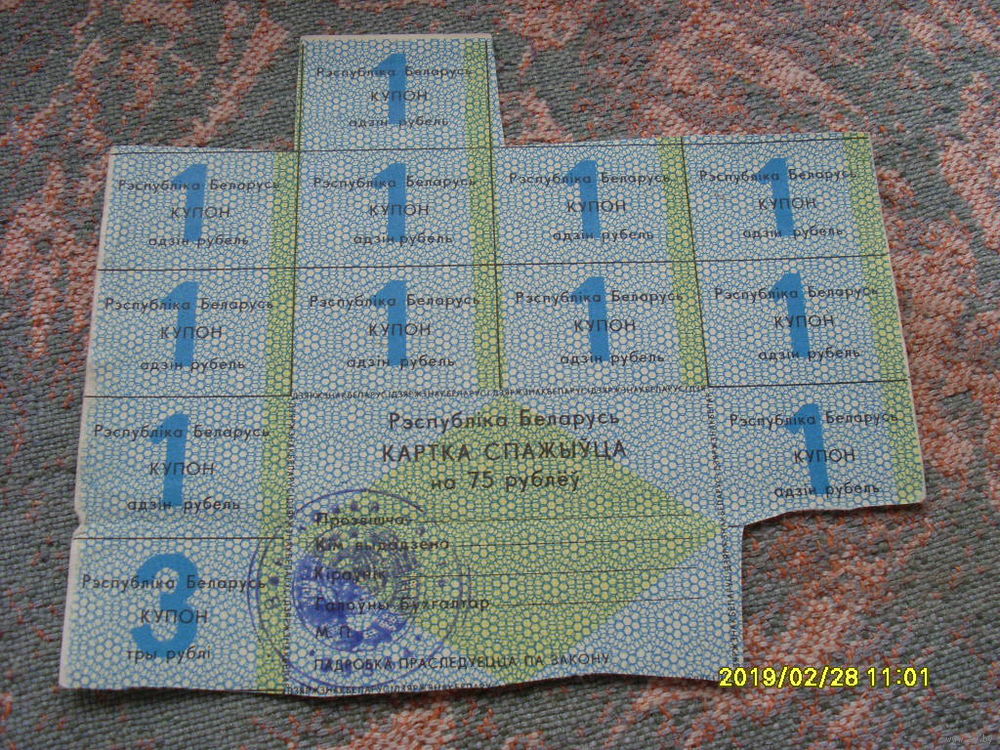 1
Рэспубліка Беларусь
КУПОН
адзін рубель
1
Рэспубліка Беларусь
КУПОН
адзін рубель
1
Рэспубліка Беларусь
КУПОН
адзін рубель
1
Рэспубліка Беларусь
КУПОН
адзін рубель
1
Рэспубліка Беларусь
КУПОН
адзін рубель
1
Рэспубліка Беларусь
КУПОН
адзін рубель
1
Рэспубліка Беларусь
КУПОН
адзін рубель
1
Рэспубліка Беларусь
КУПОН
адзін рубель
1
Рэспубліка Беларусь
КУПОН
адзін рубель
1
Рэспубліка Беларусь
КУПОН
адзін рубель
1
Рэспубліка Беларусь
КУПОН
адзін рубель
3
Рэспубліка Беларусь
КУПОН
тры рублі
Рэспубліка Беларусь
КАРТКА СПАЖЫЎЦА
на 75 рублёў
Прозвішча
Кім выдадзена
Кіраўнік
Галоўны бухгалтар
М. П.
ПАДРОБКА ПРАСЛЕДУЕЦЦА ПА ЗАКОНУ
2019/02/28 11:01